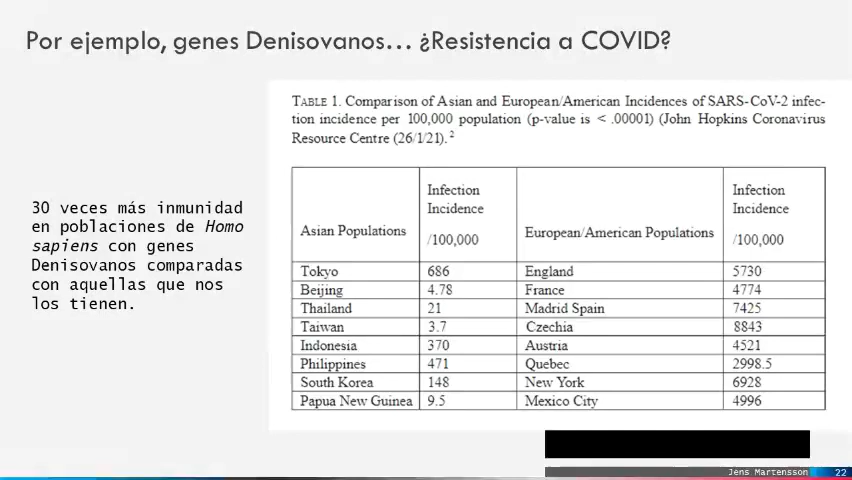 Por ejemplo, genes Denisovanos... ¿Resistencia a COVID?
TABLE 1. Comparison of Asian and European/American Incidences of SARS-CoV-2 infec-
tion incidence per 100,000 population (p-value is < .00001) (John Hopkins Coronavirus
Resource Centre (26/1/21).2
30 veces más inmunidad
en poblaciones de Homo
sapiens con genes
Denisovanos comparadas
con aquellas que nos
los tienen.
Asian Populations Infection Incidence /100,000 European/American Populations Infection Incidence /100,000
Tokyo 686 England 5730
Beijing 4.78 France 4774
Thailand 21 Madrid Spain 7425
Taiwan 3.7 Czechia 8843
Indonesia 370 Austria 4521
Philippines 471 Quebec 2998.5
South Korea 148 New York 6928
Papua New Guinea 9.5 Mexico City 4996
Jens Martensson 22